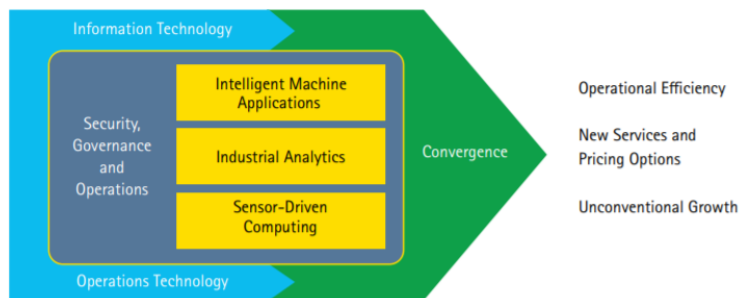 Information Technology
Intelligent Machine
Applications
Security,
Governance
and
Operations
Industrial Analytics
Sensor-Driven
Computing
Operations Technology
Convergence
Operational Efficiency
New Services and
Pricing Options
Unconventional Growth